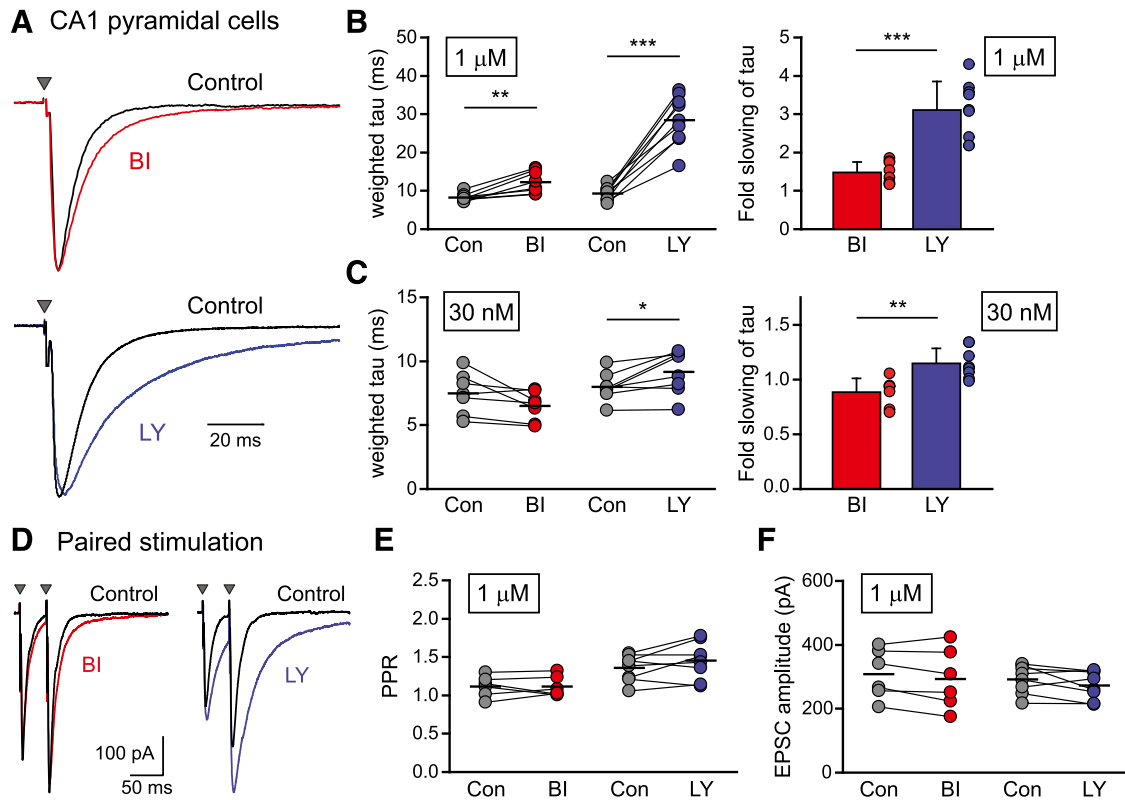 A CA1 pyramidal cells
Control
BI
Control
LY
20 ms
B
weighted tau (ms)
50
40
30
20
10
0
1 μM
**
***
Con BI Con LY
Fold slowing of tau
5
4
3
2
1
0
***
1 μM
BI LY
C
weighted tau (ms)
15
10
5
0
30 nM
*
Con BI Con LY
Fold slowing of tau
1.5
1.0
0.5
0.0
**
30 nM
BI LY
D Paired stimulation
Control
BI
100 pA
50 ms
Control
LY
E
PPR
2.5
2.0
1.5
1.0
0.5
0.0
1 μM
Con BI Con LY
F
EPSC amplitude (pA)
600
400
200
0
1 μM
Con BI Con LY